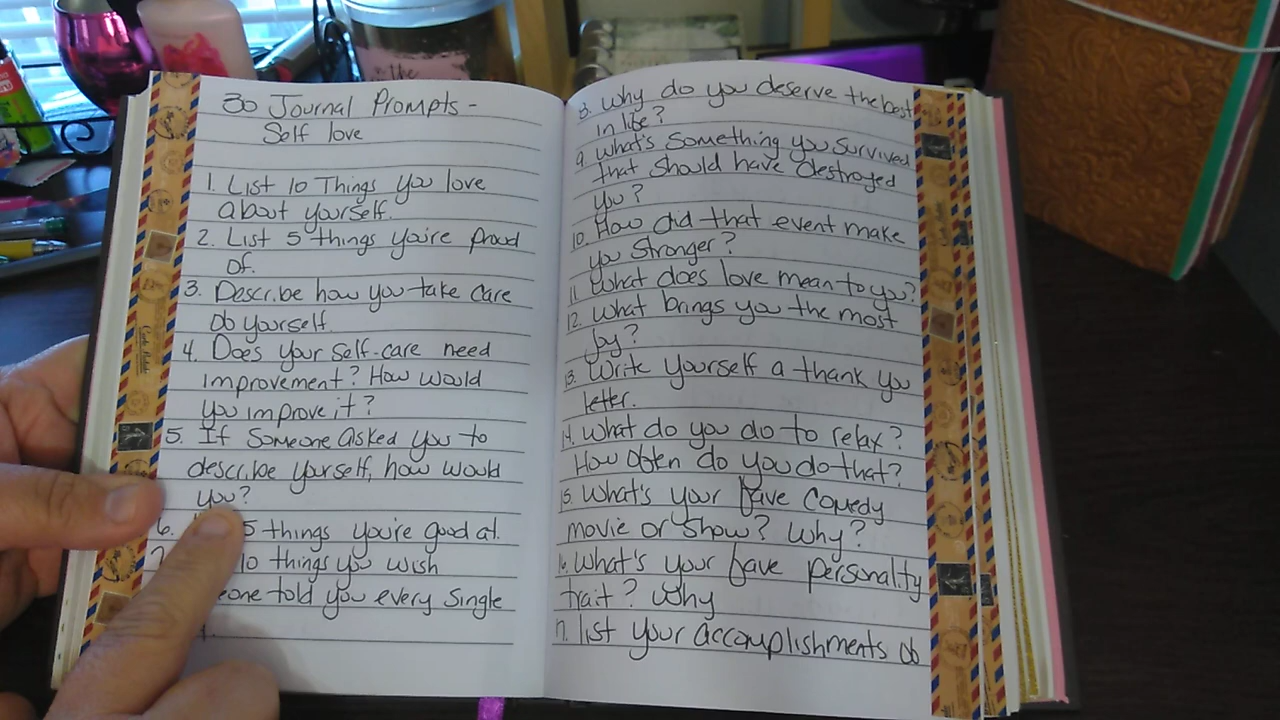 the
30 Journal Prompts -
Self love
1. List 10 Things you love
about yourself.
2. List 5 things you're proud
of.
3. Describe how you take care
of yourself.
4. Does your self-care need
improvement? How would
you improve it?
5. If someone asked you to
describe yourself, how would
you?
6. 5 things you're good at.
7. 10 things you wish
eone told you every single
8. Why do you deserve the best
in life?
9. What's something you survived
that should have destroyed
you?
10. How did that event make
you stronger?
11. What does love mean to you?
12. What brings you the most
joy?
13. Write yourself a thank you
letter.
14. What do you do to relax?
How often do you do that?
15. What's your fave comedy
movie or show? Why?
16. What's your fave personality
trait? Why
17. list your accomplishments of